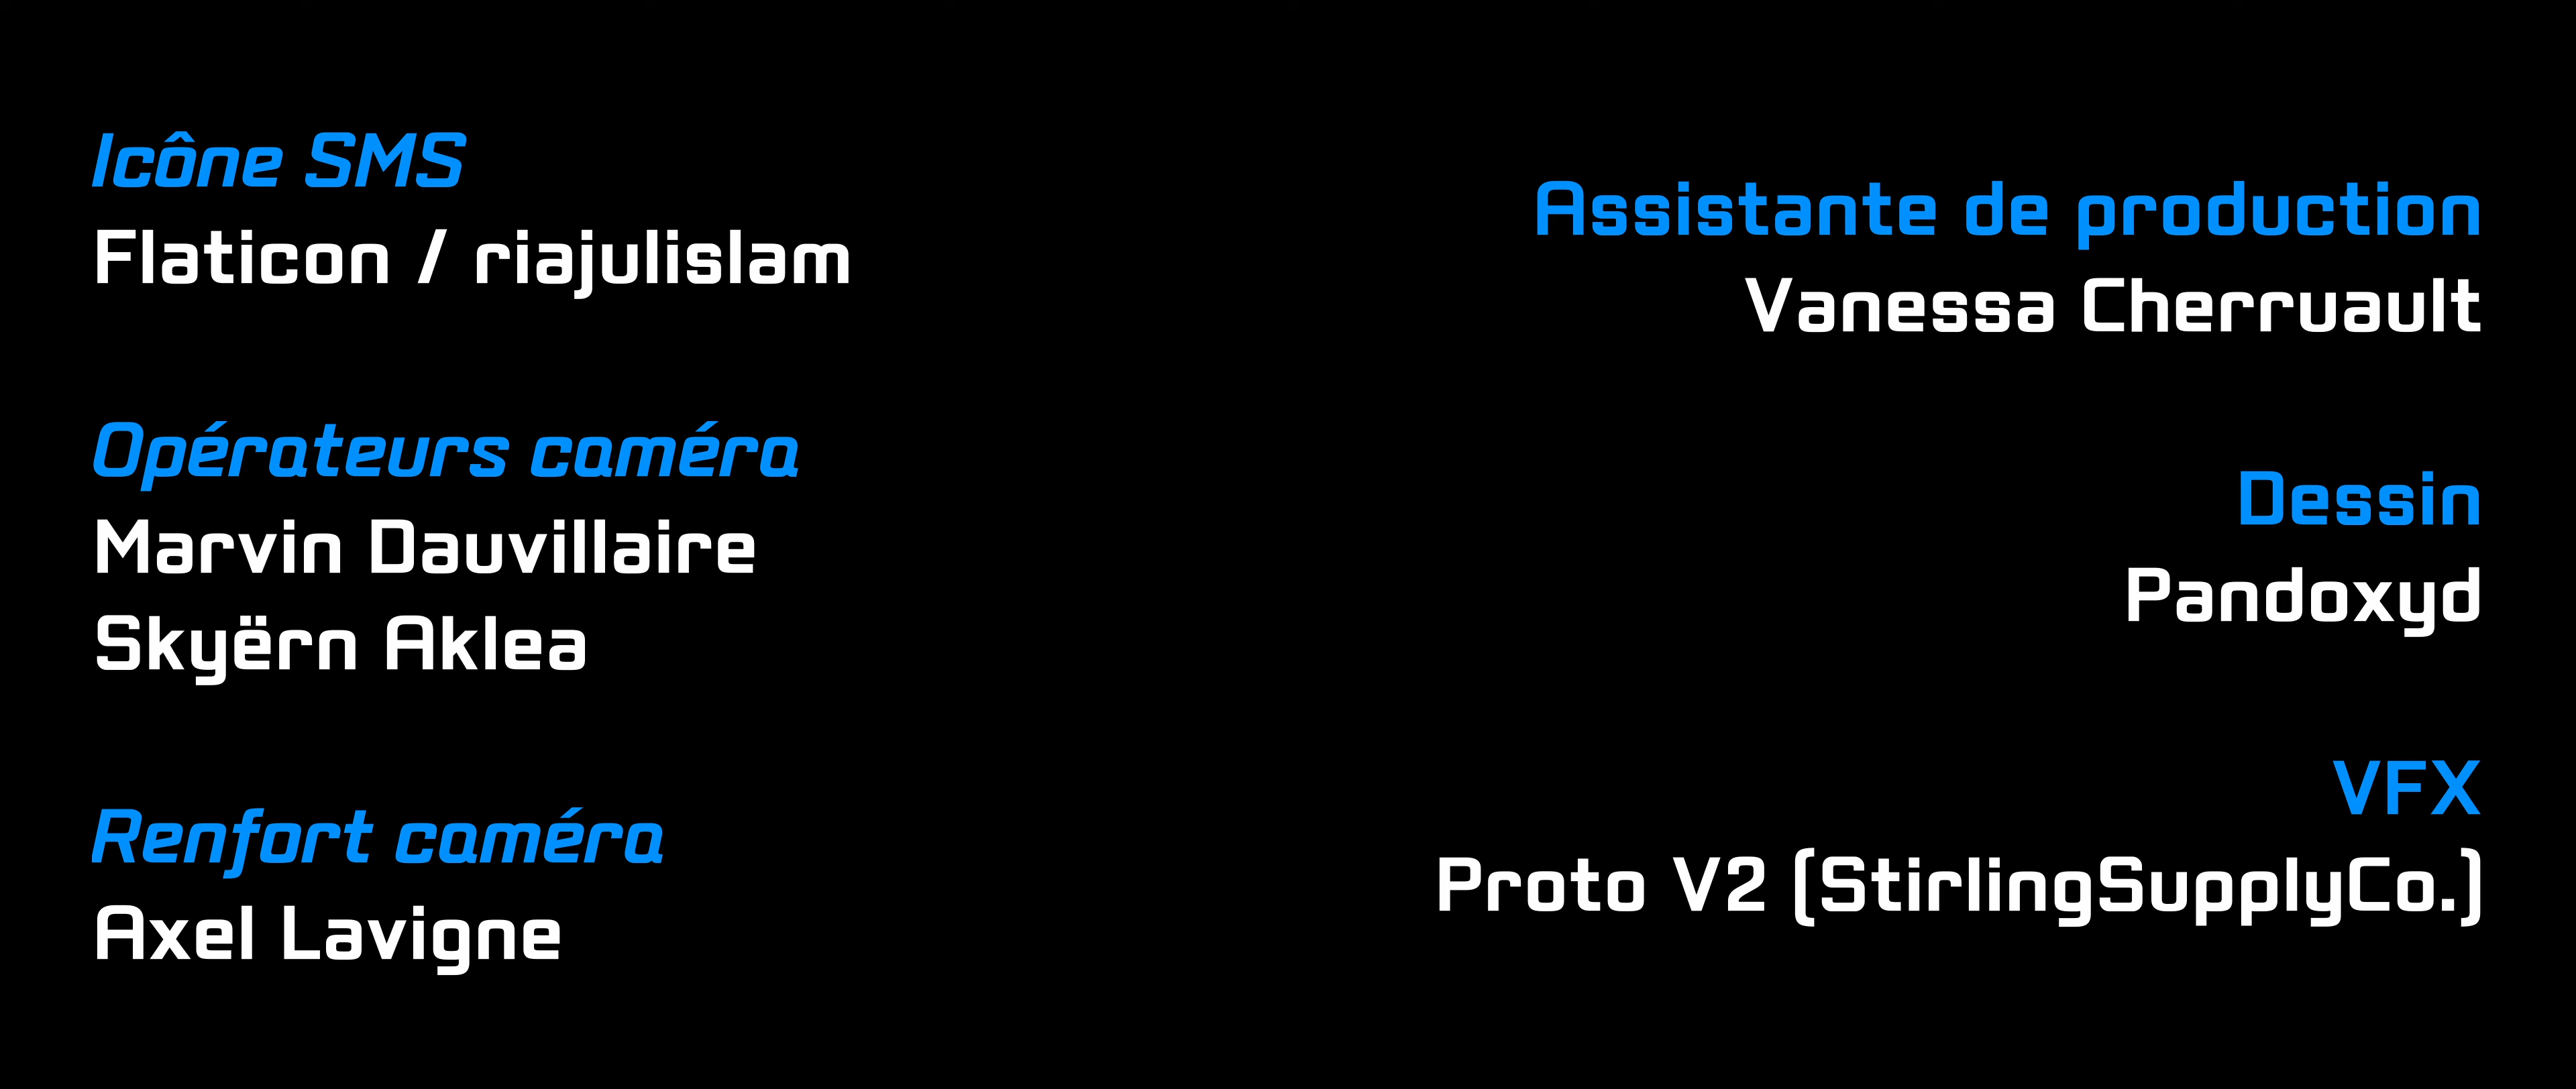 Icône SMS
Flaticon / riajulislam
Opérateurs caméra
Marvin Dauvillaire
Skyërn Aklea
Renfort caméra
Axel Lavigne
Assistante de production
Vanessa Cherruault
Dessin
Pandoxyd
VFX
Proto V2 (StirlingSupplyCo.)